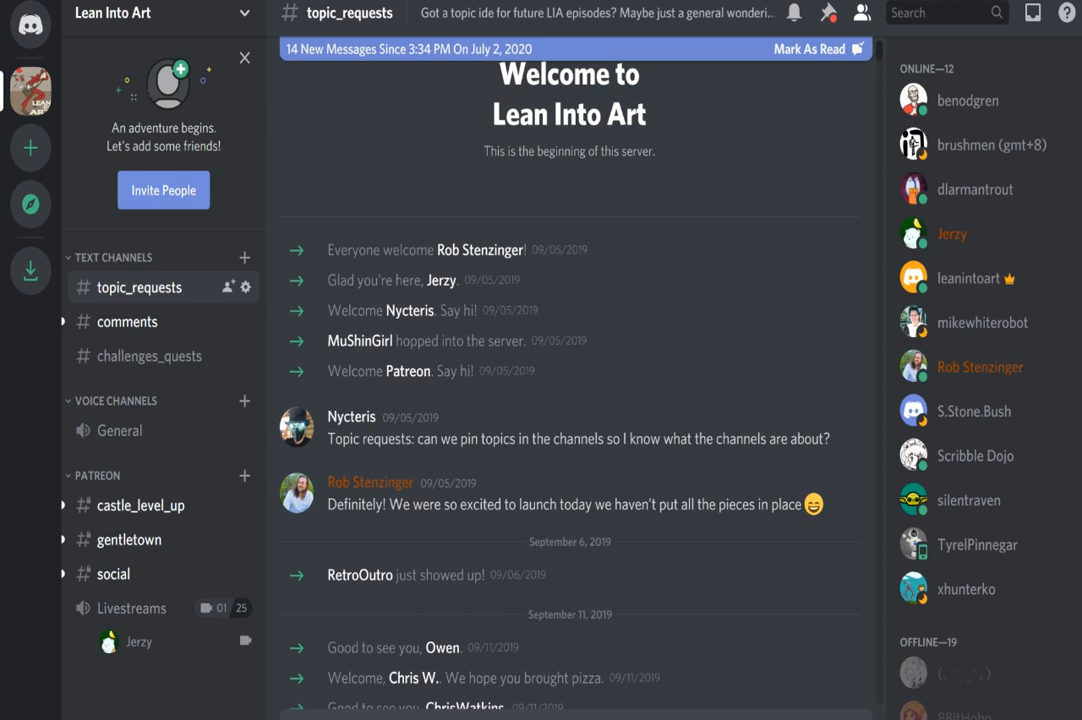 Lean Into Art
topic_requests
Got a topic ide for future LIA episodes? Maybe just a general wonderi...
Search
An adventure begins.
Let's add some friends!
Invite People
TEXT CHANNELS
topic_requests
comments
challenges_quests
VOICE CHANNELS
General
PATREON
castle_level_up
gentletown
social
Livestreams 01 25
Jerzy
14 New Messages Since 3:34 PM On July 2, 2020
Mark As Read
Welcome to
Lean Into Art
This is the beginning of this server.
Everyone welcome Rob Stenzinger! 09/05/2019
Glad you're here, Jerzy. 09/05/2019
Welcome Nycteris. Say hi! 09/05/2019
MuShinGirl hopped into the server. 09/05/2019
Welcome Patreon. Say hi! 09/05/2019
Nycteris 09/05/2019
Topic requests: can we pin topics in the channels so I know what the channels are about?
Rob Stenzinger 09/05/2019
Definitely! We were so excited to launch today we haven't put all the pieces in place
September 6, 2019
RetroOutro just showed up! 09/06/2019
September 11, 2019
Good to see you, Owen. 09/11/2019
Welcome, Chris W.. We hope you brought pizza. 09/11/2019
Good to see you, ChrisWatkins. 09/11/2019
ONLINE—12
benodgren
brushmen (gmt+8)
dlarmantrout
Jerzy
leanintoart
mikewhiterobot
Rob Stenzinger
S.Stone.Bush
Scribble Dojo
silentraven
TyrelPinnegar
xhunterko
OFFLINE—19
8BitHobo